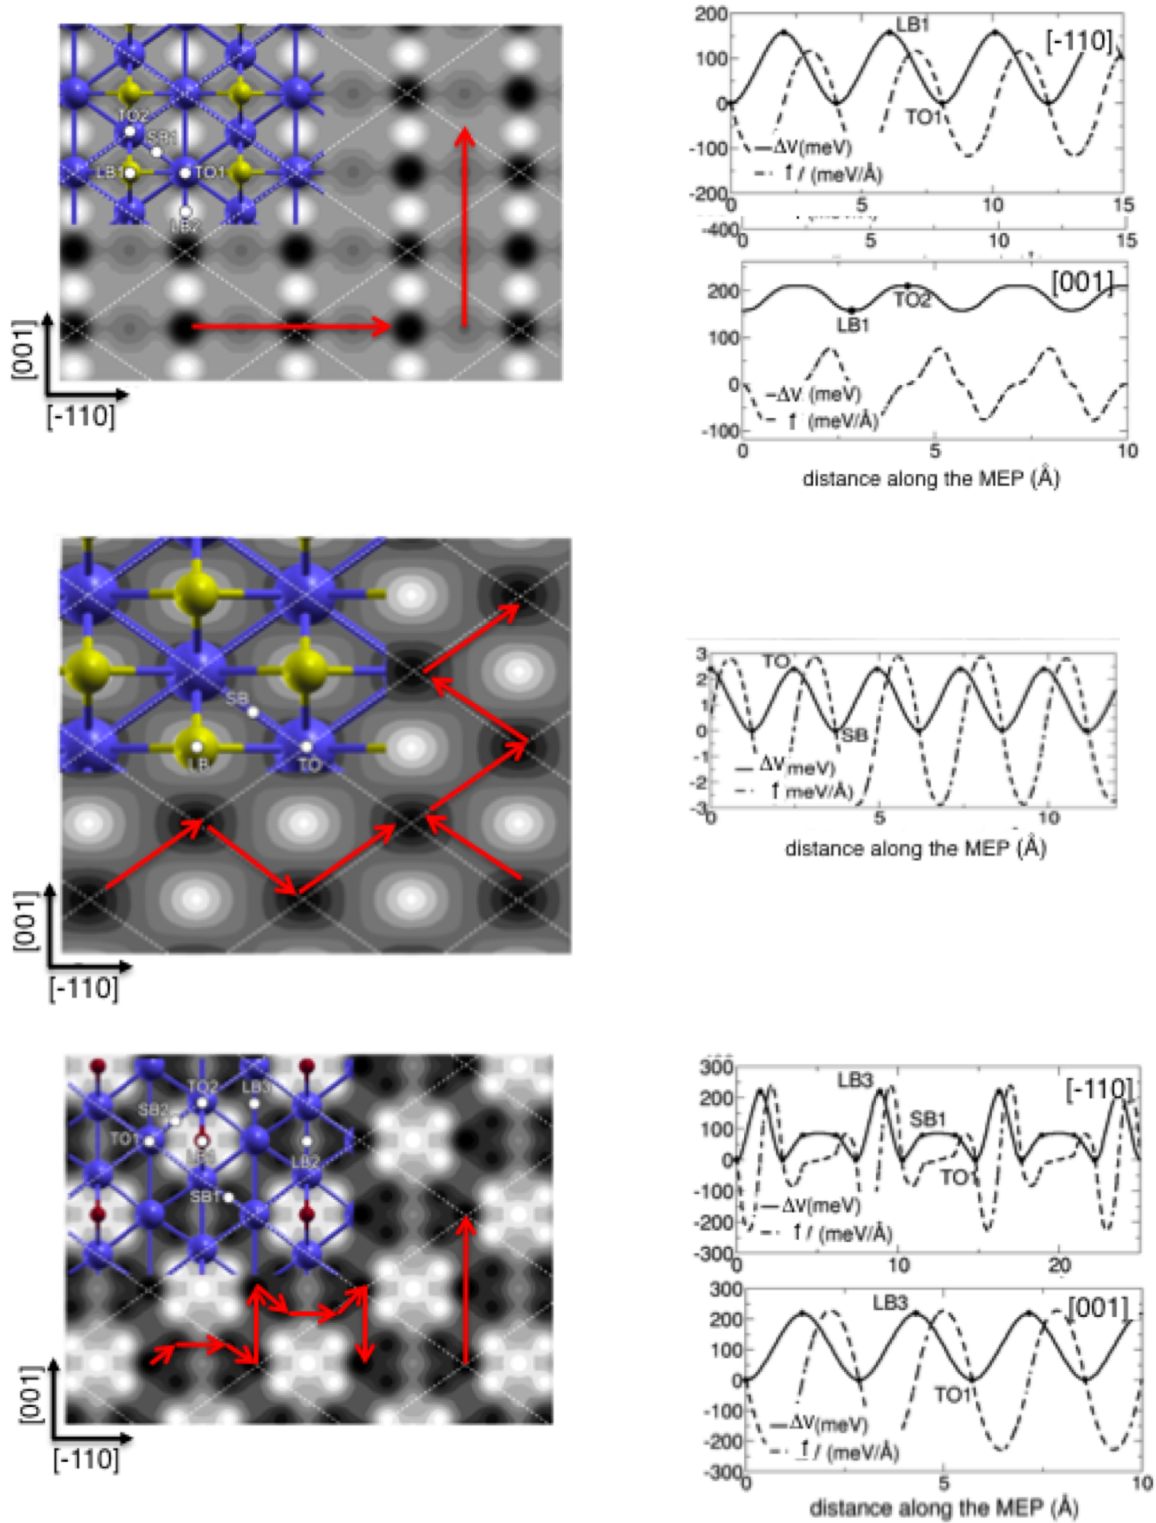 TO2
SB1
LB1
TO1
LB2
[001]
[-110]
200
100
0
-100
200
0
5
10
15
LB1
[-110]
TO1
ΔV(meV)
f / (meV/Å)
-400
0
5
10
15
200
100
0
-100
0
5
10
[001]
TO2
LB1
ΔV (meV)
f (meV/Å)
distance along the MEP (Å)
SB
LB
TO
[001]
[-110]
3
2
1
0
-1
-2
-3
0
5
10
TO
SB
ΔV meV)
f meV/Å)
distance along the MEP (Å)
TO2
LB3
SB2
TO1
LB1
LB2
SB1
[001]
[-110]
300
200
100
0
-100
-200
-300
0
10
20
LB3
SB1
[-110]
TO1
ΔV(meV)
f / (meV/Å)
300
200
100
0
-100
-200
-300
0
5
10
LB3
[001]
TO1
ΔV(meV)
f / (meV/Å)
distance along the MEP (Å)